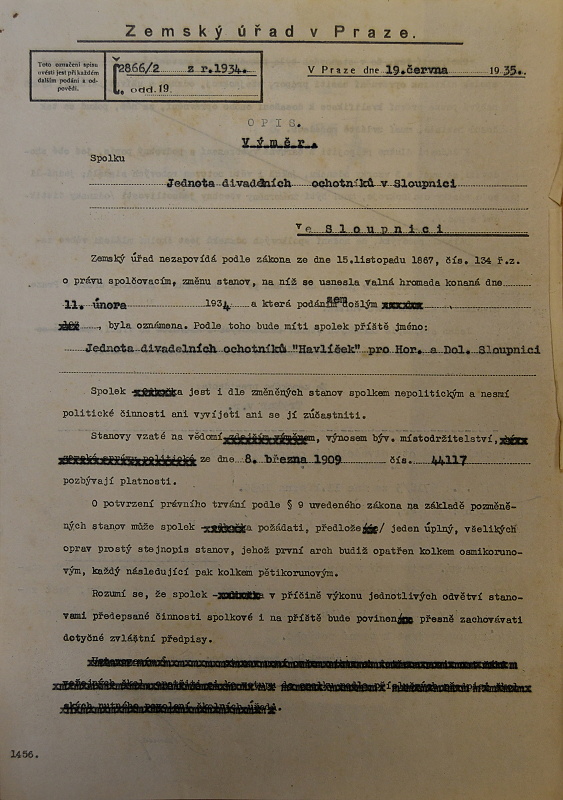 Zemský úřad v Praze.
Toto označení spisu
uvésti jest při každém
dalším podání a od-
povědi.
Č. 2866/2 z r.1934.
odd.19.
V Praze dne 19.června 1935.
OPIS.
Výměr.
Spolku
Jednota divadelních ochotníků v Sloupnici
Ve Sloupnici
Zemský úřad nezapovídá podle zákona ze dne 15.listopadu 1867, čís. 134 ř.z.
o právu spolčovacím, změnu stanov, na níž se usnesla valná hromada konaná dne
11. února 1934 a která podáním sem došlým
, byla oznámena. Podle toho bude míti spolek příště jméno:
Jednota divadelních ochotníků "Havlíček" pro Hor. a Dol. Sloupnici
Spolek jest i dle změněných stanov spolkem nepolitickým a nesmí
politické činnosti ani vyvíjeti ani se jí zúčastniti.
Stanovy vzaté na vědomí , výnosem býv. místodržitelství,
ze dne 8. března 1909 čís. 44117
pozbývají platnosti.
O potvrzení právního trvání podle § 9 uvedeného zákona na základě pozměně-
ných stanov může spolek požádati, předlože / jeden úplný, všelikých
oprav prostý stejnopis stanov, jehož první arch budiž opatřen kolkem osmikoruno-
vým, každý následující pak kolkem pětikorunovým.
Rozumí se, že spolek v příčině výkonu jednotlivých odvětví stano-
vami předepsané činnosti spolkové i na příště bude povinen přesně zachovávati
dotyčné zvláštní předpisy.
1456.